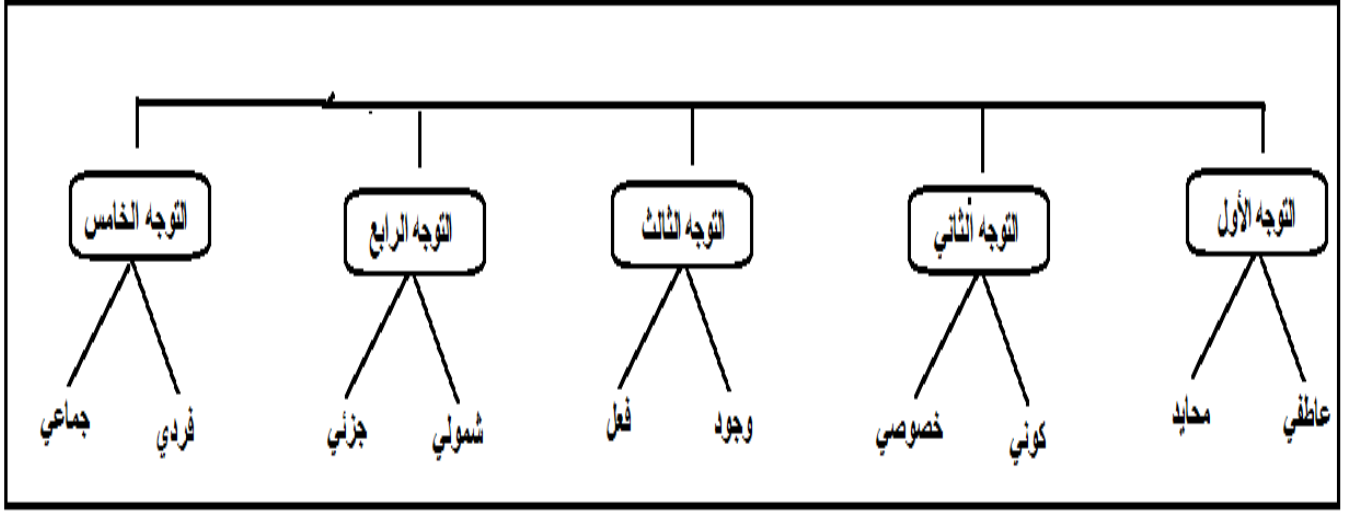 التوجه الأول
التوجه الثاني
التوجه الثالث
التوجه الرابع
التوجه الخامس
عاطفي
محايد
كوني
خصوصي
وجود
فعل
شمولي
جزئي
فردي
جماعي